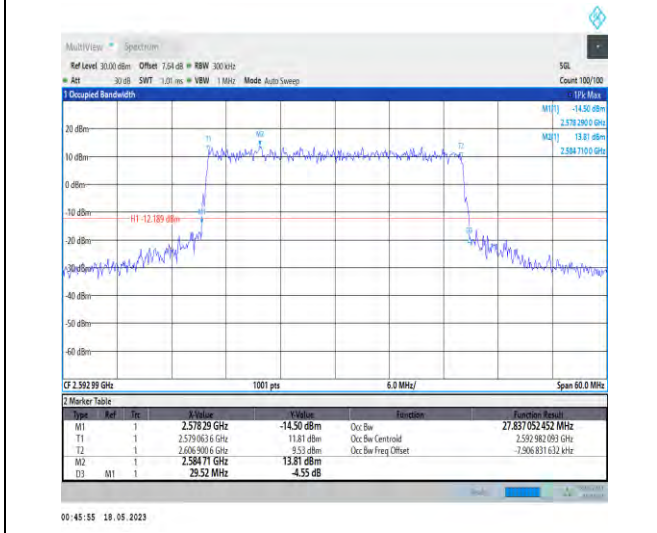 MultiView Spectrum
Ref Level 30.00 dBm Offset 7.64 dB RBW 300 kHz SGL
Att 30 dB SWT 1.01 ms VBW 1 MHz Mode Auto Sweep Count 100/100
1 Occupied Bandwidth 1Pk Max
M1[1] -14.50 dBm
2.578 290 0 GHz
M2[1] 13.81 dBm
2.584 710 0 GHz
20 dBm
T1 M2 T2
10 dBm
0 dBm
-10 dBm
H1 -12.189 dBm
-20 dBm
-30 dBm
-40 dBm
-50 dBm
-60 dBm
CF 2.592 99 GHz 1001 pts 6.0 MHz/ Span 60.0 MHz
2 Marker Table
Type Ref Trc X-Value Y-Value Function Function Result
M1 1 2.578 29 GHz -14.50 dBm Occ Bw 27.837 052 452 MHz
T1 1 2.579 063 6 GHz 11.81 dBm Occ Bw Centroid 2.592 982 093 GHz
T2 1 2.606 900 6 GHz 9.53 dBm Occ Bw Freq Offset -7.906 831 632 kHz
M2 1 2.584 71 GHz 13.81 dBm
D3 M1 1 29.52 MHz -4.55 dB
00:45:55 18.05.2023